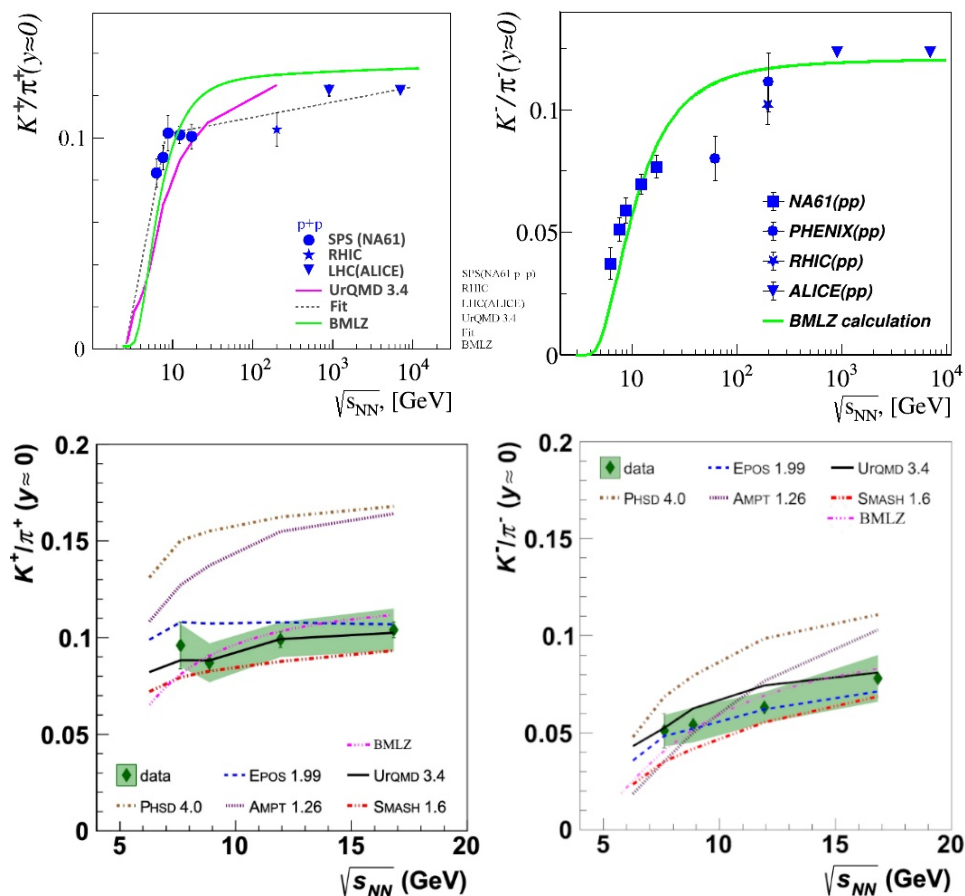 K⁺/π⁺(y≈0)
0.1
0
p+p
SPS (NA61)
RHIC
LHC(ALICE)
UrQMD 3.4
Fit
BMLZ
SPS(NA61 p p)
RHIC
LHC(ALICE)
UrQMD 3.4
Fit
BMLZ
10 10² 10³ 10⁴
√s_NN, [GeV]
K⁻/π⁻(y≈0)
0.1
0.05
0
NA61(pp)
PHENIX(pp)
RHIC(pp)
ALICE(pp)
BMLZ calculation
10 10² 10³ 10⁴
√s_NN, [GeV]
K⁺/π⁺ (y ≈ 0)
0.2
0.15
0.1
0.05
0
BMLZ
data EPOS 1.99 URQMD 3.4
PHSD 4.0 AMPT 1.26 SMASH 1.6
5 10 15 20
√s_NN (GeV)
K⁻/π⁻ (y ≈ 0)
0.2
0.15
0.1
0.05
0
data EPOS 1.99 URQMD 3.4
PHSD 4.0 AMPT 1.26 SMASH 1.6
BMLZ
5 10 15 20
√s_NN (GeV)